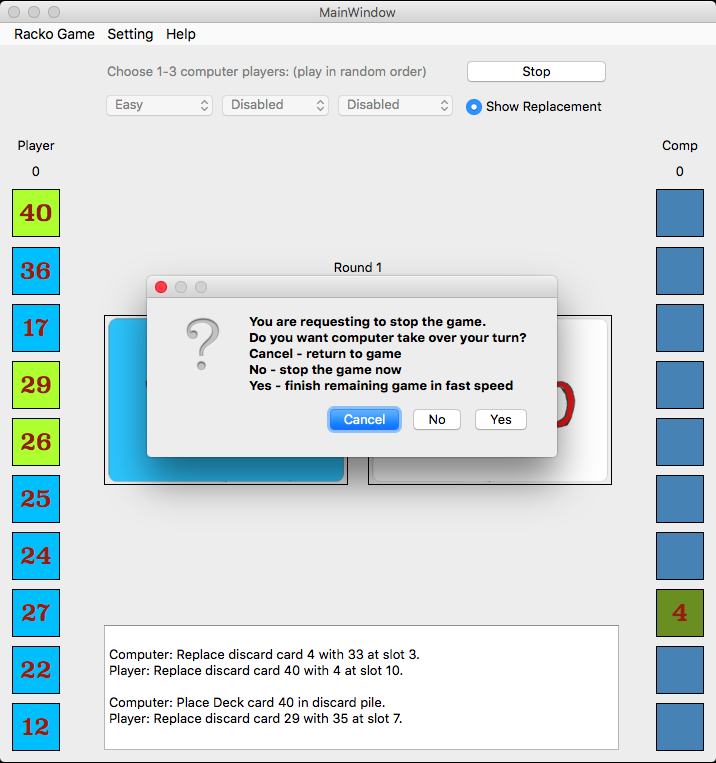 MainWindow
Racko Game Setting Help
Choose 1-3 computer players: (play in random order)
Stop
Easy
Disabled
Disabled
Show Replacement
Player
0
Comp
0
40
36
17
29
26
25
24
27
22
12
Round 1
You are requesting to stop the game.
Do you want computer take over your turn?
Cancel - return to game
No - stop the game now
Yes - finish remaining game in fast speed
Cancel
No
Yes
4
Computer: Replace discard card 4 with 33 at slot 3.
Player: Replace discard card 40 with 4 at slot 10.
Computer: Place Deck card 40 in discard pile.
Player: Replace discard card 29 with 35 at slot 7.